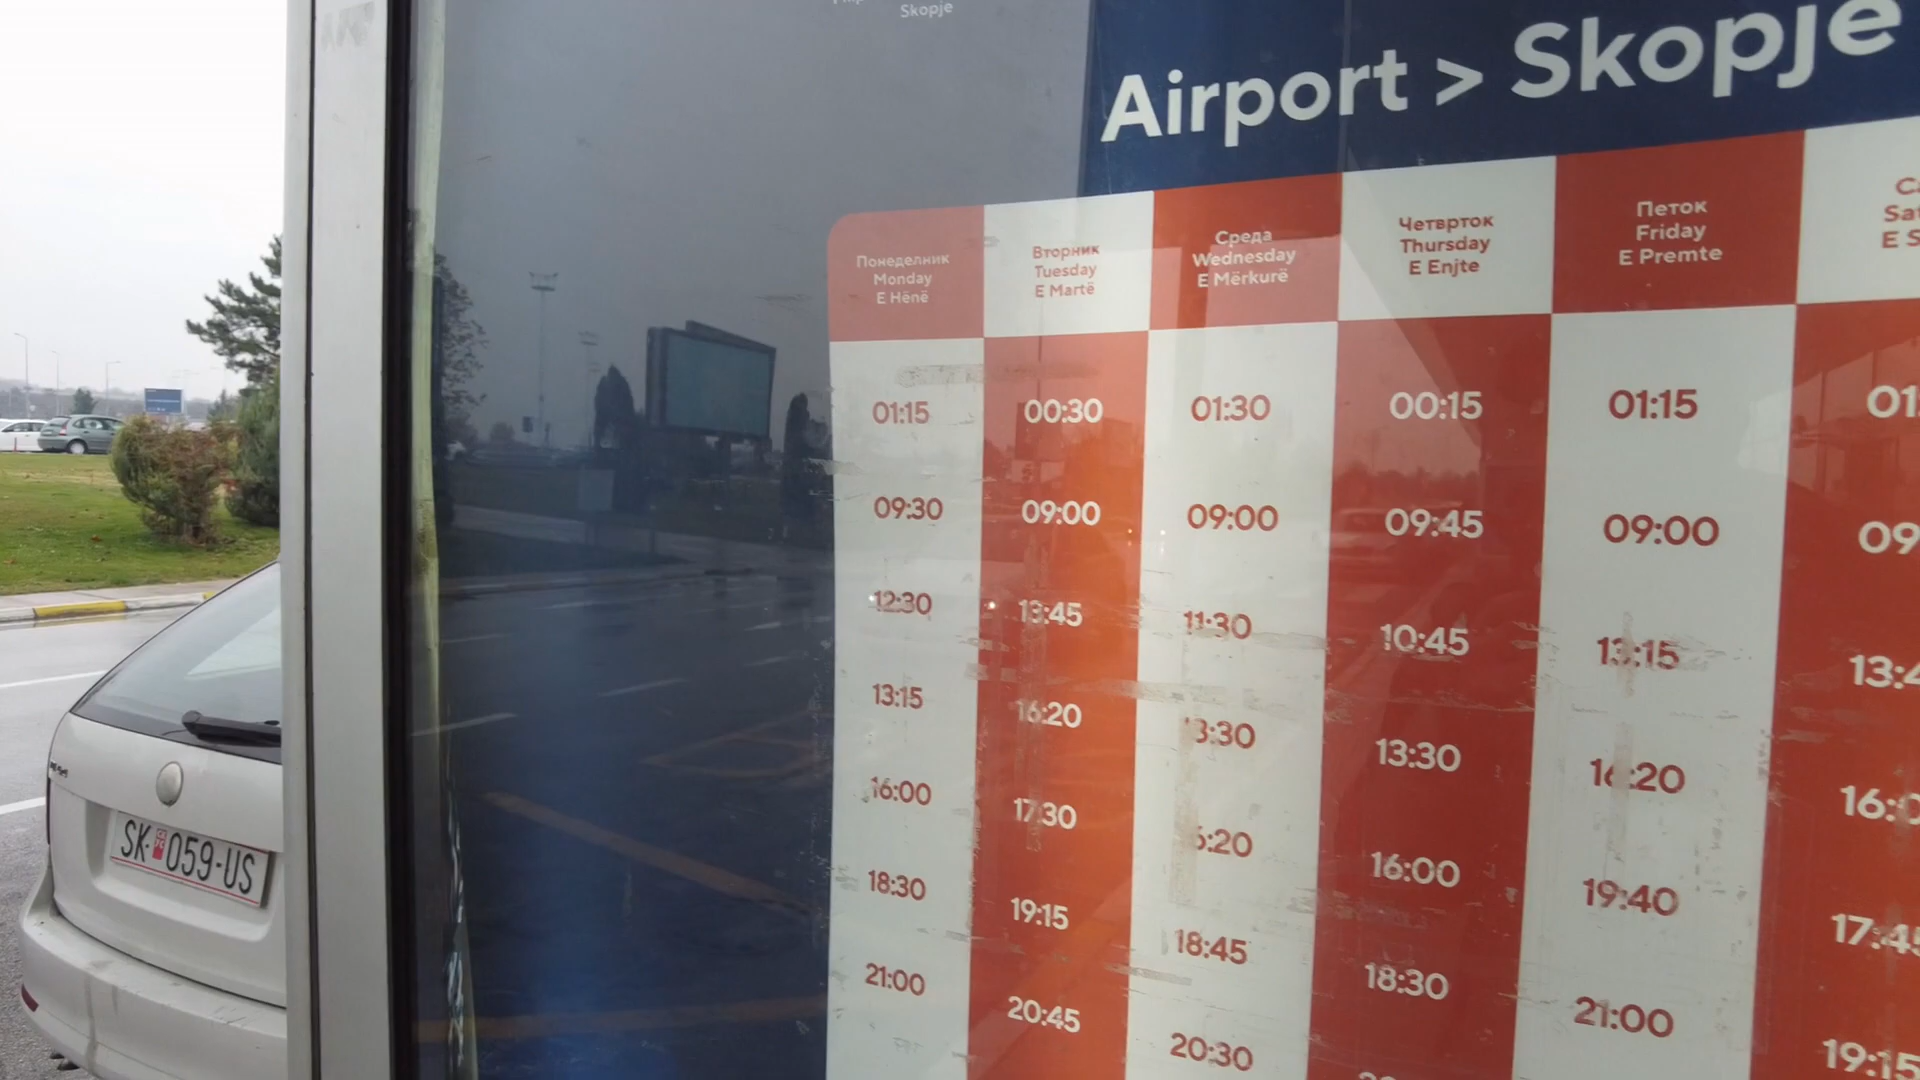 Skopje
Airport > Skopje
Понеделник
Monday
E Hënë
Вторник
Tuesday
E Martë
Среда
Wednesday
E Mërkurë
Четврток
Thursday
E Enjte
Петок
Friday
E Premte
01:15 00:30 01:30 00:15 01:15
09:30 09:00 09:00 09:45 09:00
12:30 13:45 11:30 10:45 13:15
13:15 16:20 13:30 16:20
16:00 17:30 16:00 19:40
18:30 19:15 18:45 18:30 21:00
21:00 20:45 20:30 19:15
SK 059-US